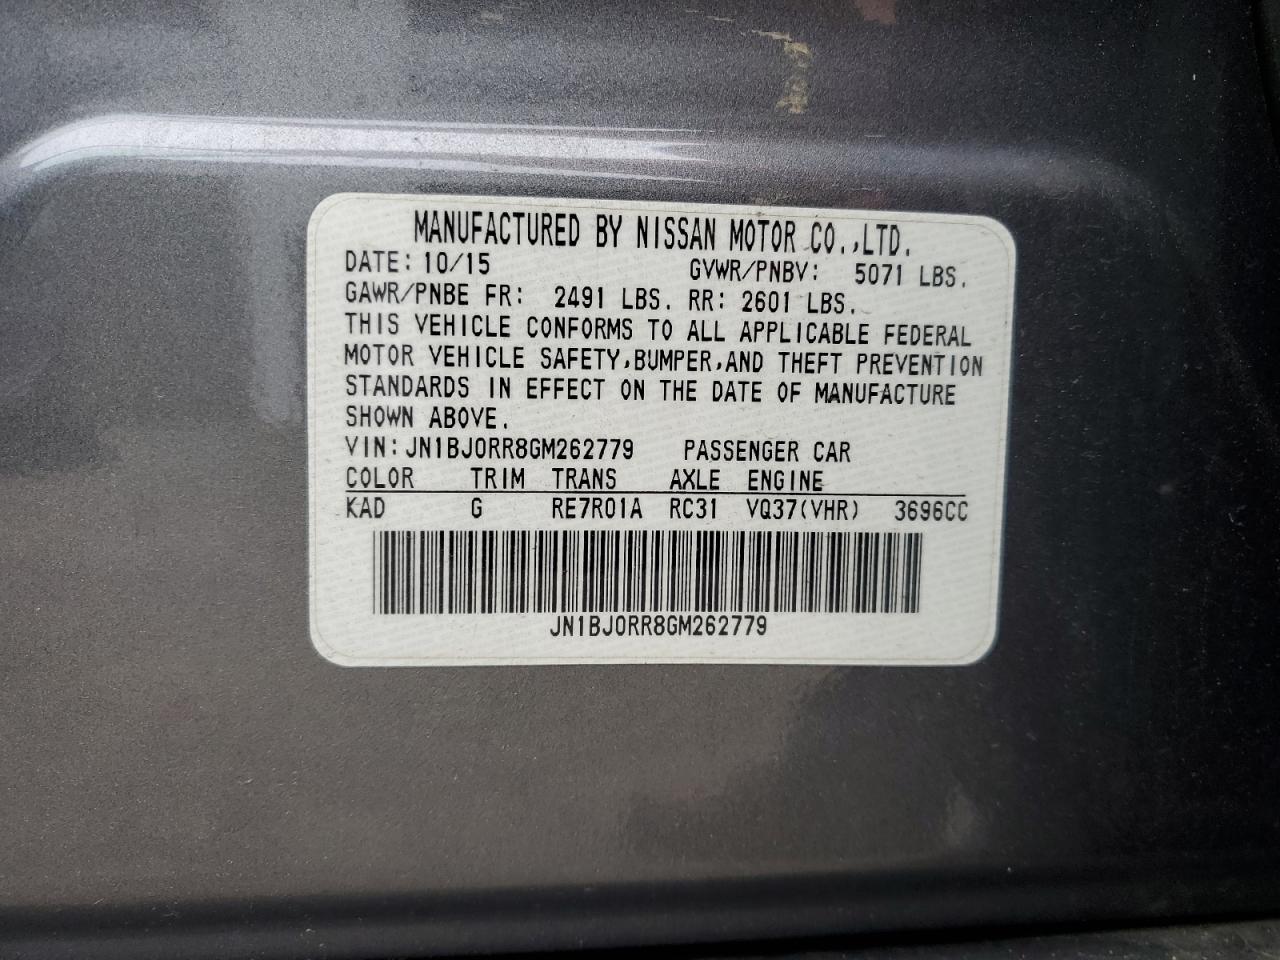 MANUFACTURED BY NISSAN MOTOR CO.,LTD.
DATE: 10/15 GVWR/PNBV: 5071 LBS.
GAWR/PNBE FR: 2491 LBS. RR: 2601 LBS.
THIS VEHICLE CONFORMS TO ALL APPLICABLE FEDERAL
MOTOR VEHICLE SAFETY,BUMPER,AND THEFT PREVENTION
STANDARDS IN EFFECT ON THE DATE OF MANUFACTURE
SHOWN ABOVE.
VIN:JN1BJ0RR8GM262779 PASSENGER CAR
COLOR TRIM TRANS AXLE ENGINE
KAD G RE7R01A RC31 VQ37(VHR) 3696CC
JN1BJ0RR8GM262779